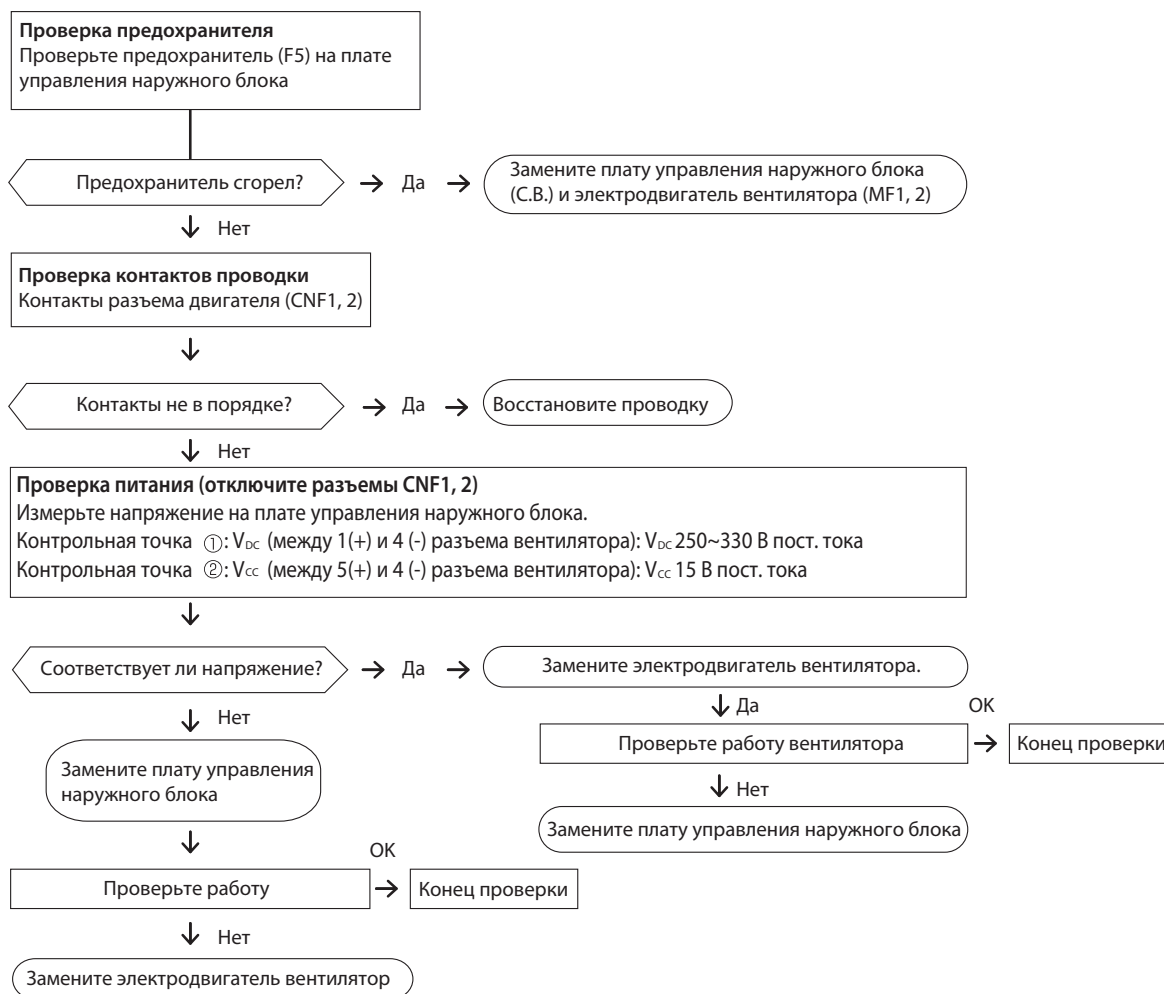 Проверка предохранителя
Проверьте предохранитель (F5) на плате
управления наружного блока
Предохранитель сгорел?
Да
Замените плату управления наружного блока
(C.B.) и электродвигатель вентилятора (MF1, 2)
Нет
Проверка контактов проводки
Контакты разъема двигателя (CNF1, 2)
Контакты не в порядке?
Да
Восстановите проводку
Нет
Проверка питания (отключите разъемы CNF1, 2)
Измерьте напряжение на плате управления наружного блока.
Контрольная точка ①: VDC (между 1(+) и 4 (-) разъема вентилятора): VDC 250~330 В пост. тока
Контрольная точка ②: Vcc (между 5(+) и 4 (-) разъема вентилятора): Vcc 15 В пост. тока
Соответствует ли напряжение?
Да
Замените электродвигатель вентилятора.
Да
OK
Проверьте работу вентилятора
Конец проверки
Нет
Замените плату управления наружного блока
Нет
Замените плату управления
наружного блока
OK
Проверьте работу
Конец проверки
Нет
Замените электродвигатель вентилятор